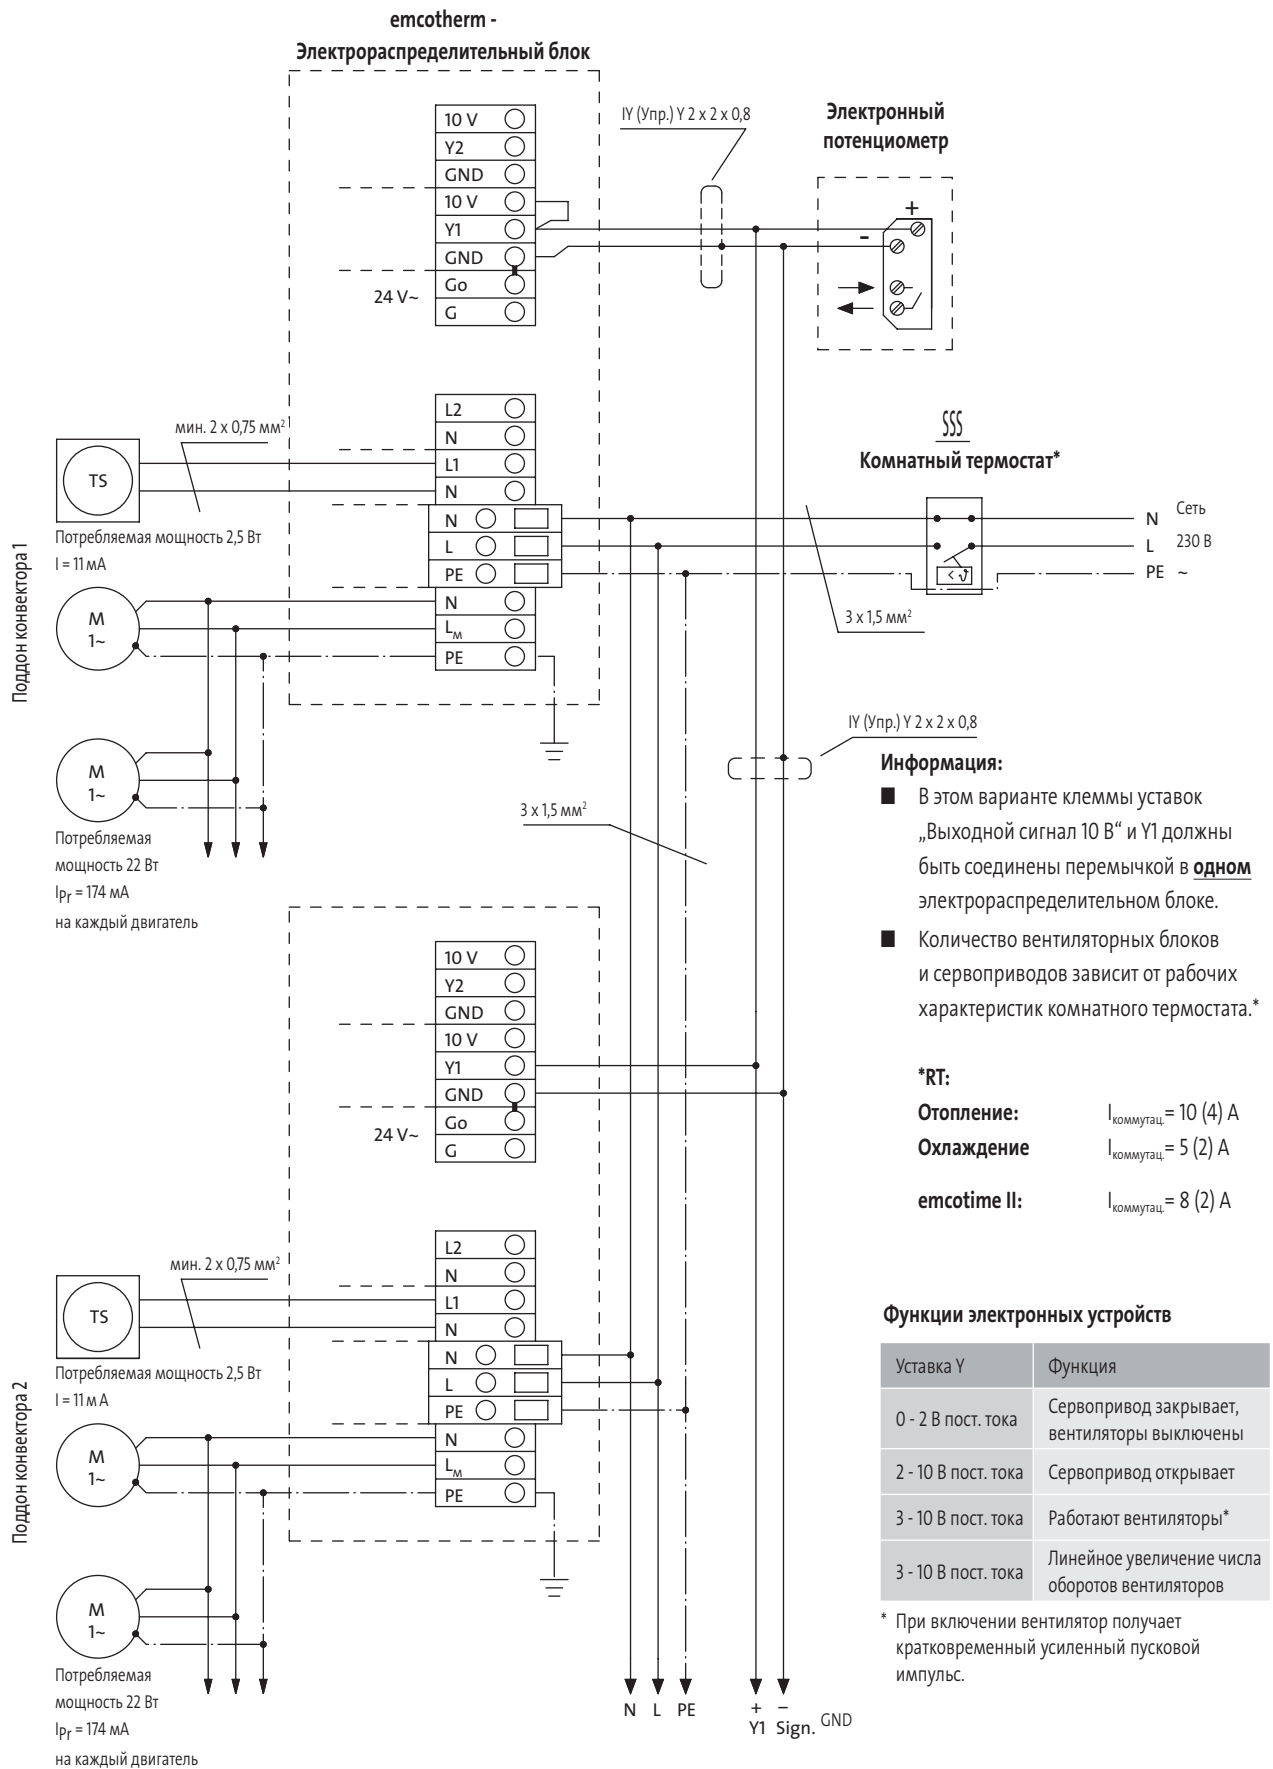 emcotherm -
Электрораспределительный блок
10 V
Y2
GND
10 V
Y1
GND
Go
G
24 V~
IY (Упр.) Y 2 x 2 x 0,8
Электронный
потенциометр
+
-
L2
N
L1
N
N
L
PE
N
LM
PE
мин. 2 x 0,75 мм²
TS
Потребляемая мощность 2,5 Вт
I = 11 мА
M
1~
M
1~
Потребляемая
мощность 22 Вт
IPr = 174 мА
на каждый двигатель
Поддон конвектора 1
Комнатный термостат*
< ϑ
N
L
PE
Сеть
230 В
~
3 x 1,5 мм²
IY (Упр.) Y 2 x 2 x 0,8
3 x 1,5 мм²
Информация:
■ В этом варианте клеммы уставок
„Выходной сигнал 10 В“ и Y1 должны
быть соединены перемычкой в одном
электрораспределительном блоке.
■ Количество вентиляторных блоков
и сервоприводов зависит от рабочих
характеристик комнатного термостата.*
*RT:
Отопление: Iкоммутац.= 10 (4) A
Охлаждение Iкоммутац.= 5 (2) A
emcotime II: Iкоммутац.= 8 (2) A
10 V
Y2
GND
10 V
Y1
GND
Go
G
24 V~
L2
N
L1
N
N
L
PE
N
LM
PE
мин. 2 x 0,75 мм²
TS
Потребляемая мощность 2,5 Вт
I = 11 м А
M
1~
M
1~
Потребляемая
мощность 22 Вт
IPr = 174 мА
на каждый двигатель
Поддон конвектора 2
N L PE
+ –
Y1 Sign. GND
Функции электронных устройств
Уставка Y Функция
0 - 2 В пост. тока Сервопривод закрывает,
вентиляторы выключены
2 - 10 В пост. тока Сервопривод открывает
3 - 10 В пост. тока Работают вентиляторы*
3 - 10 В пост. тока Линейное увеличение числа
оборотов вентиляторов
* При включении вентилятор получает
кратковременный усиленный пусковой
импульс.